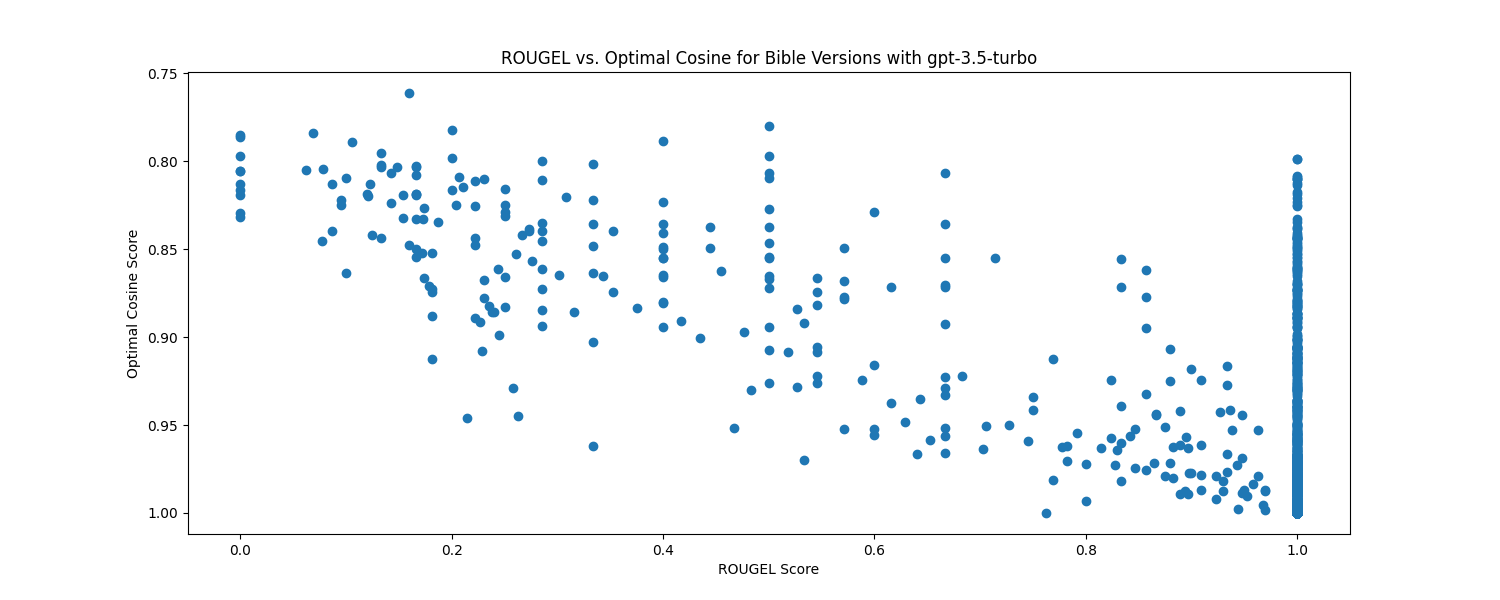 ROUGEL vs. Optimal Cosine for Bible Versions with gpt-3.5-turbo
0.75
0.80
0.85
0.90
0.95
1.00
Optimal Cosine Score
0.0 0.2 0.4 0.6 0.8 1.0
ROUGEL Score